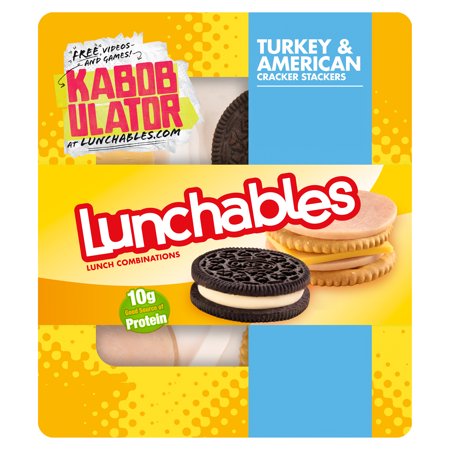 FREE VIDEOS
AND GAMES!
KABOB
ULATOR
AT LUNCHABLES.COM
TURKEY &
AMERICAN
CRACKER STACKERS
Lunchables
LUNCH COMBINATIONS
10g
Good Source of
Protein
OREO